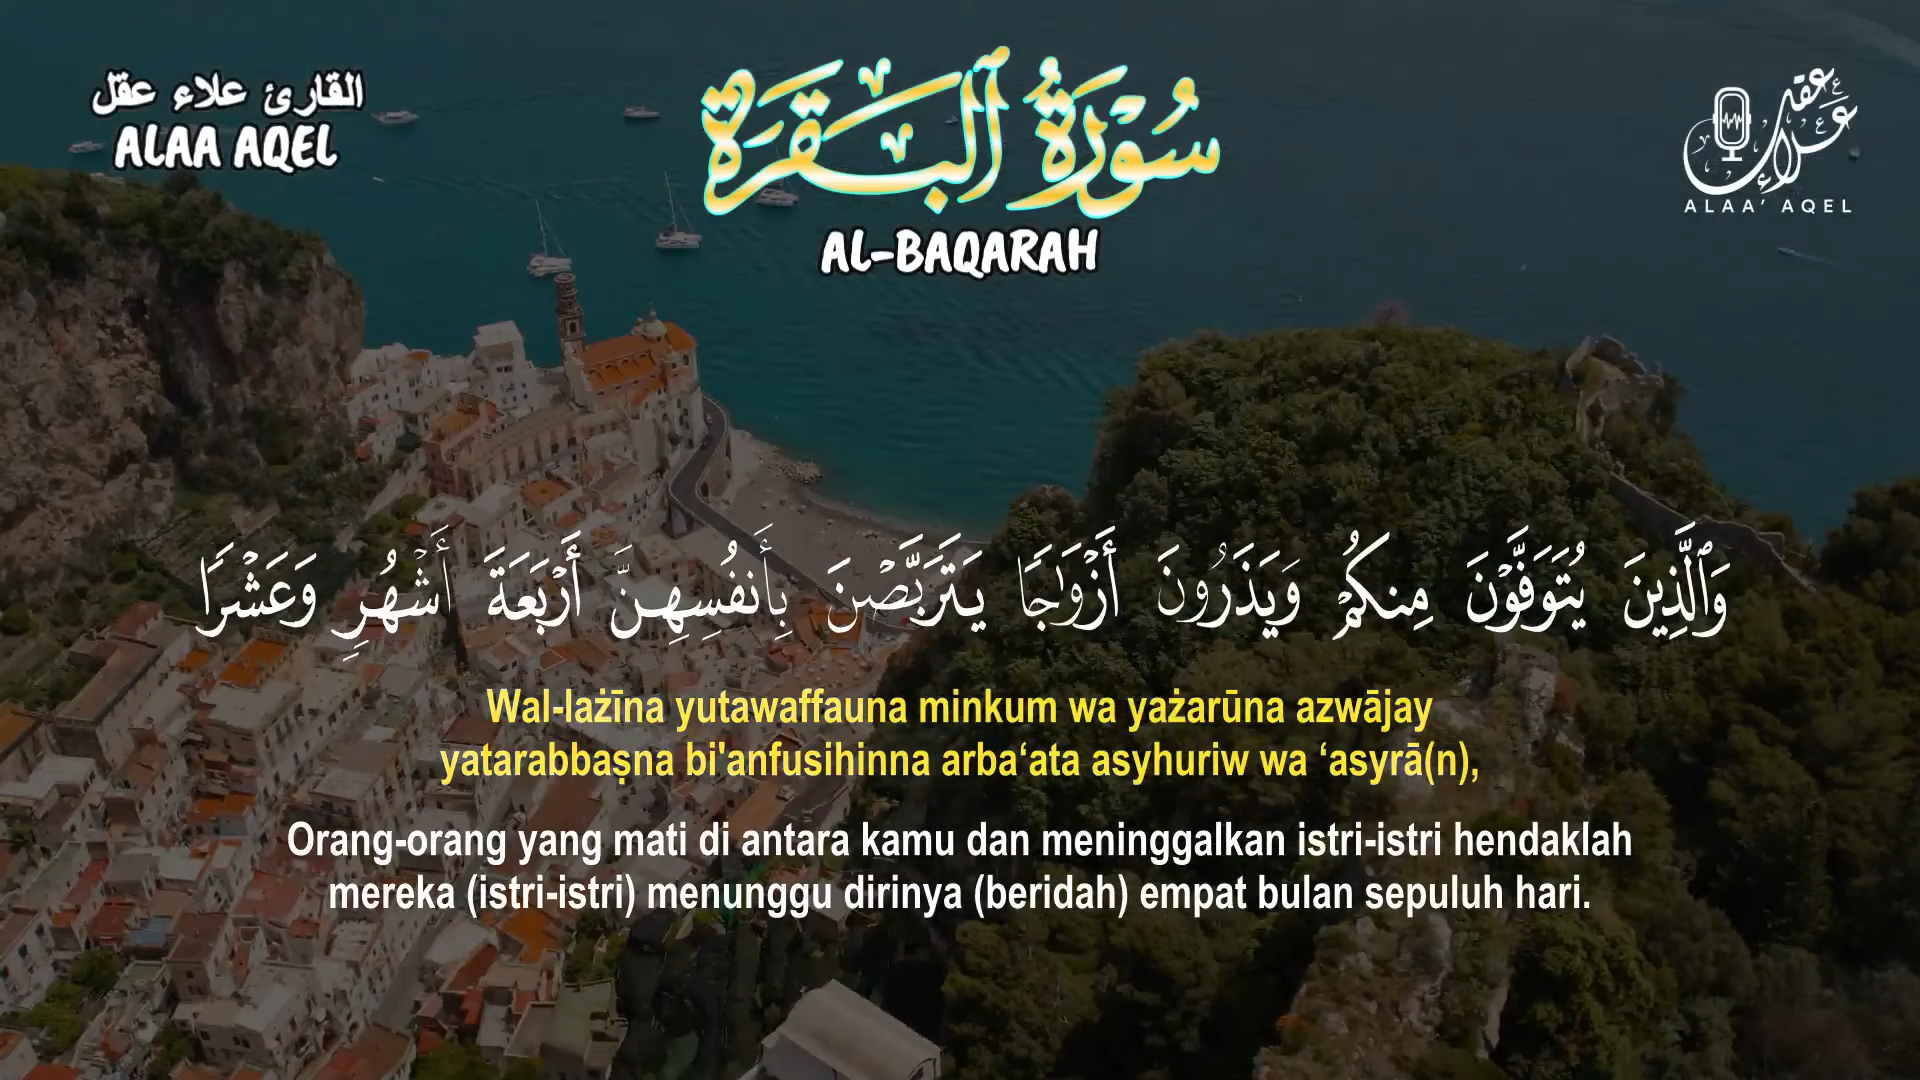 القارئ علاء عقل
ALAA AQEL
سُورَةُ ٱلْبَقَرَة
AL-BAQARAH
علاء عقل
ALAA' AQEL
وَٱلَّذِينَ يُتَوَفَّوْنَ مِنكُمْ وَيَذَرُونَ أَزْوَٰجًا يَتَرَبَّصْنَ بِأَنفُسِهِنَّ أَرْبَعَةَ أَشْهُرٍ وَعَشْرًا
Wal-lażīna yutawaffauna minkum wa yażarūna azwājay
yatarabbaṣna bi'anfusihinna arba‘ata asyhuriw wa ‘asyrā(n),
Orang-orang yang mati di antara kamu dan meninggalkan istri-istri hendaklah
mereka (istri-istri) menunggu dirinya (beridah) empat bulan sepuluh hari.